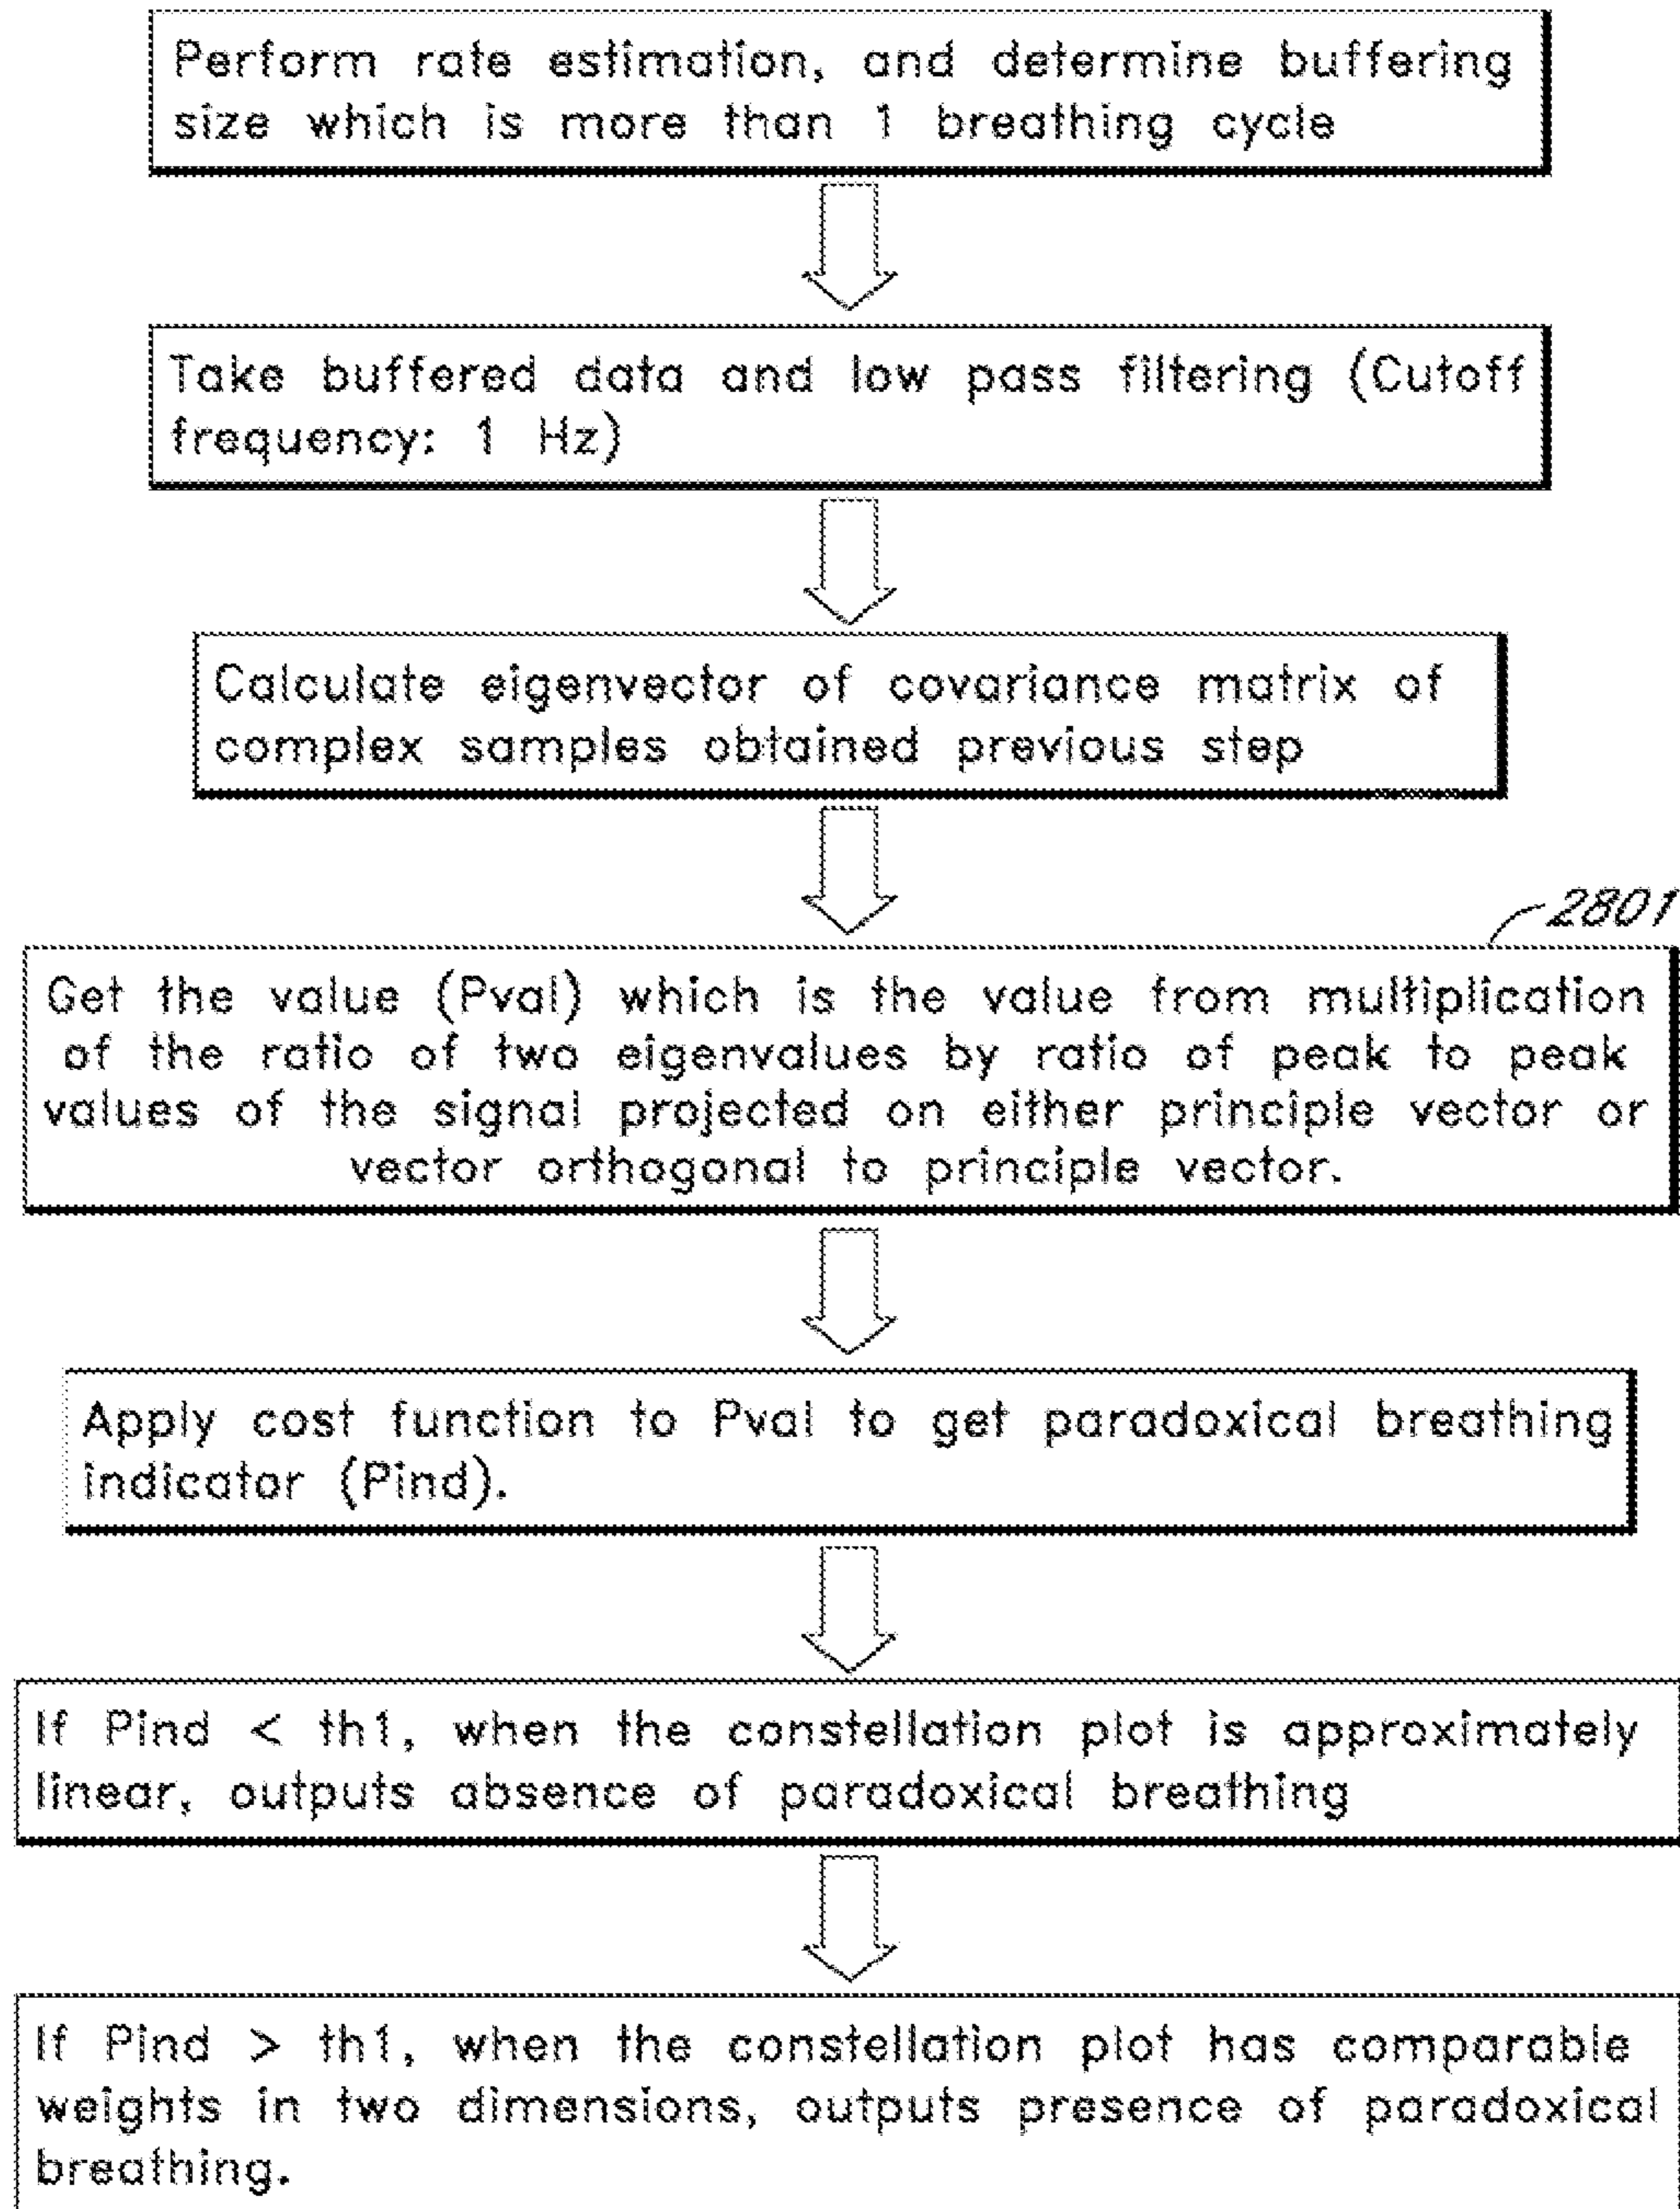 Perform rate estimation, and determine buffering
size which is more than 1 breathing cycle
Take buffered data and low pass filtering (Cutoff
frequency: 1 Hz)
Calculate eigenvector of covariance matrix of
complex samples obtained previous step
2801
Get the value (Pval) which is the value from multiplication
of the ratio of two eigenvalues by ratio of peak to peak
values of the signal projected on either principle vector or
vector orthogonal to principle vector.
Apply cost function to Pval to get paradoxical breathing
indicator (Pind).
If Pind < th1, when the constellation plot is approximately
linear, outputs absence of paradoxical breathing
If Pind > th1, when the constellation plot has comparable
weights in two dimensions, outputs presence of paradoxical
breathing.